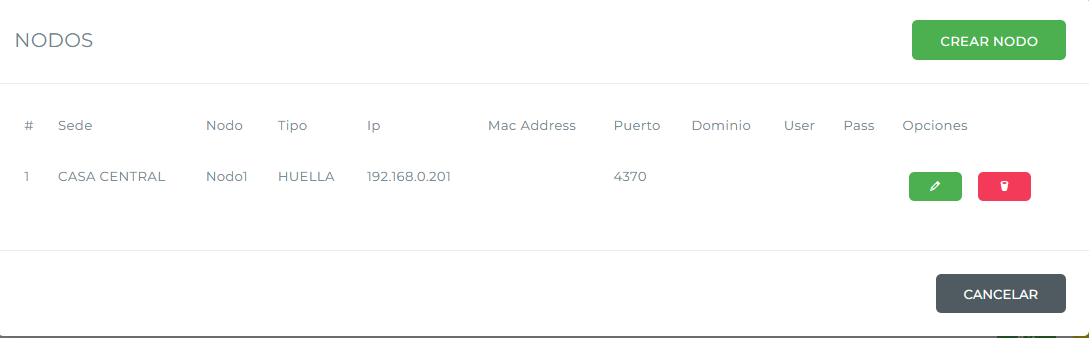 NODOS
CREAR NODO
# Sede Nodo Tipo Ip Mac Address Puerto Dominio User Pass Opciones
1 CASA CENTRAL Nodo1 HUELLA 192.168.0.201 4370
CANCELAR